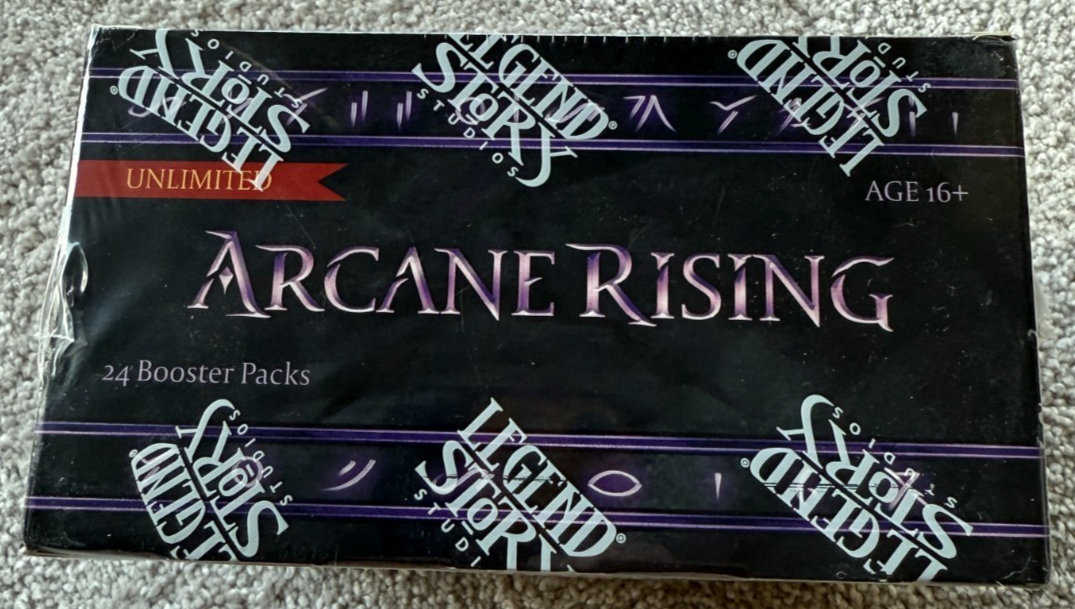 LEGEND
STORY
STUDIOS
LEGEND
STORY
STUDIOS
LEGEND
STORY
STUDIOS
UNLIMITED
AGE 16+
ARCANE RISING
24 Booster Packs
LEGEND
STORY
STUDIOS
LEGEND
STORY
STUDIOS
LEGEND
STORY
STUDIOS